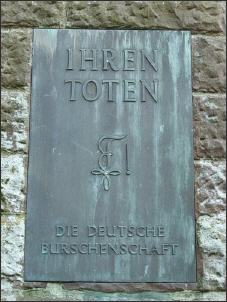 IHREN
TOTEN
DIE DEUTSCHE
BURSCHENSCHAFT